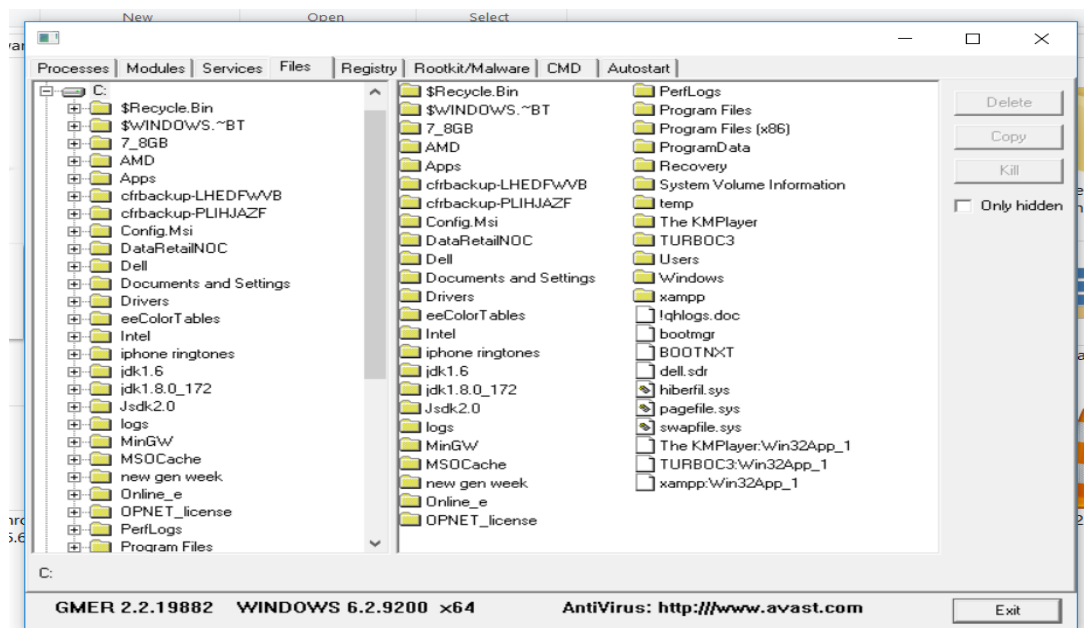 New Open Select
Processes Modules Services Files Registry Rootkit/Malware CMD Autostart
C:
$Recycle.Bin
$WINDOWS.~BT
7_8GB
AMD
Apps
cfrbackup-LHEDFWVB
cfrbackup-PLIHJAZF
Config.Msi
DataRetailNOC
Dell
Documents and Settings
Drivers
eeColorTables
Intel
iphone ringtones
jdk1.6
jdk1.8.0_172
Jsdk2.0
logs
MinGW
MSOCache
new gen week
Online_e
OPNET_license
PerfLogs
Program Files
$Recycle.Bin
$WINDOWS.~BT
7_8GB
AMD
Apps
cfrbackup-LHEDFWVB
cfrbackup-PLIHJAZF
Config.Msi
DataRetailNOC
Dell
Documents and Settings
Drivers
eeColorTables
Intel
iphone ringtones
jdk1.6
jdk1.8.0_172
Jsdk2.0
logs
MinGW
MSOCache
new gen week
Online_e
OPNET_license
PerfLogs
Program Files
Program Files (x86)
ProgramData
Recovery
System Volume Information
temp
The KMPlayer
TURBOC3
Users
Windows
xampp
!qhlogs.doc
bootmgr
BOOTNXT
dell.sdr
hiberfil.sys
pagefile.sys
swapfile.sys
The KMPlayer:Win32App_1
TURBOC3:Win32App_1
xampp:Win32App_1
Delete
Copy
Kill
Only hidden
C:
GMER 2.2.19882 WINDOWS 6.2.9200 x64 AntiVirus: http:///www.avast.com
Exit